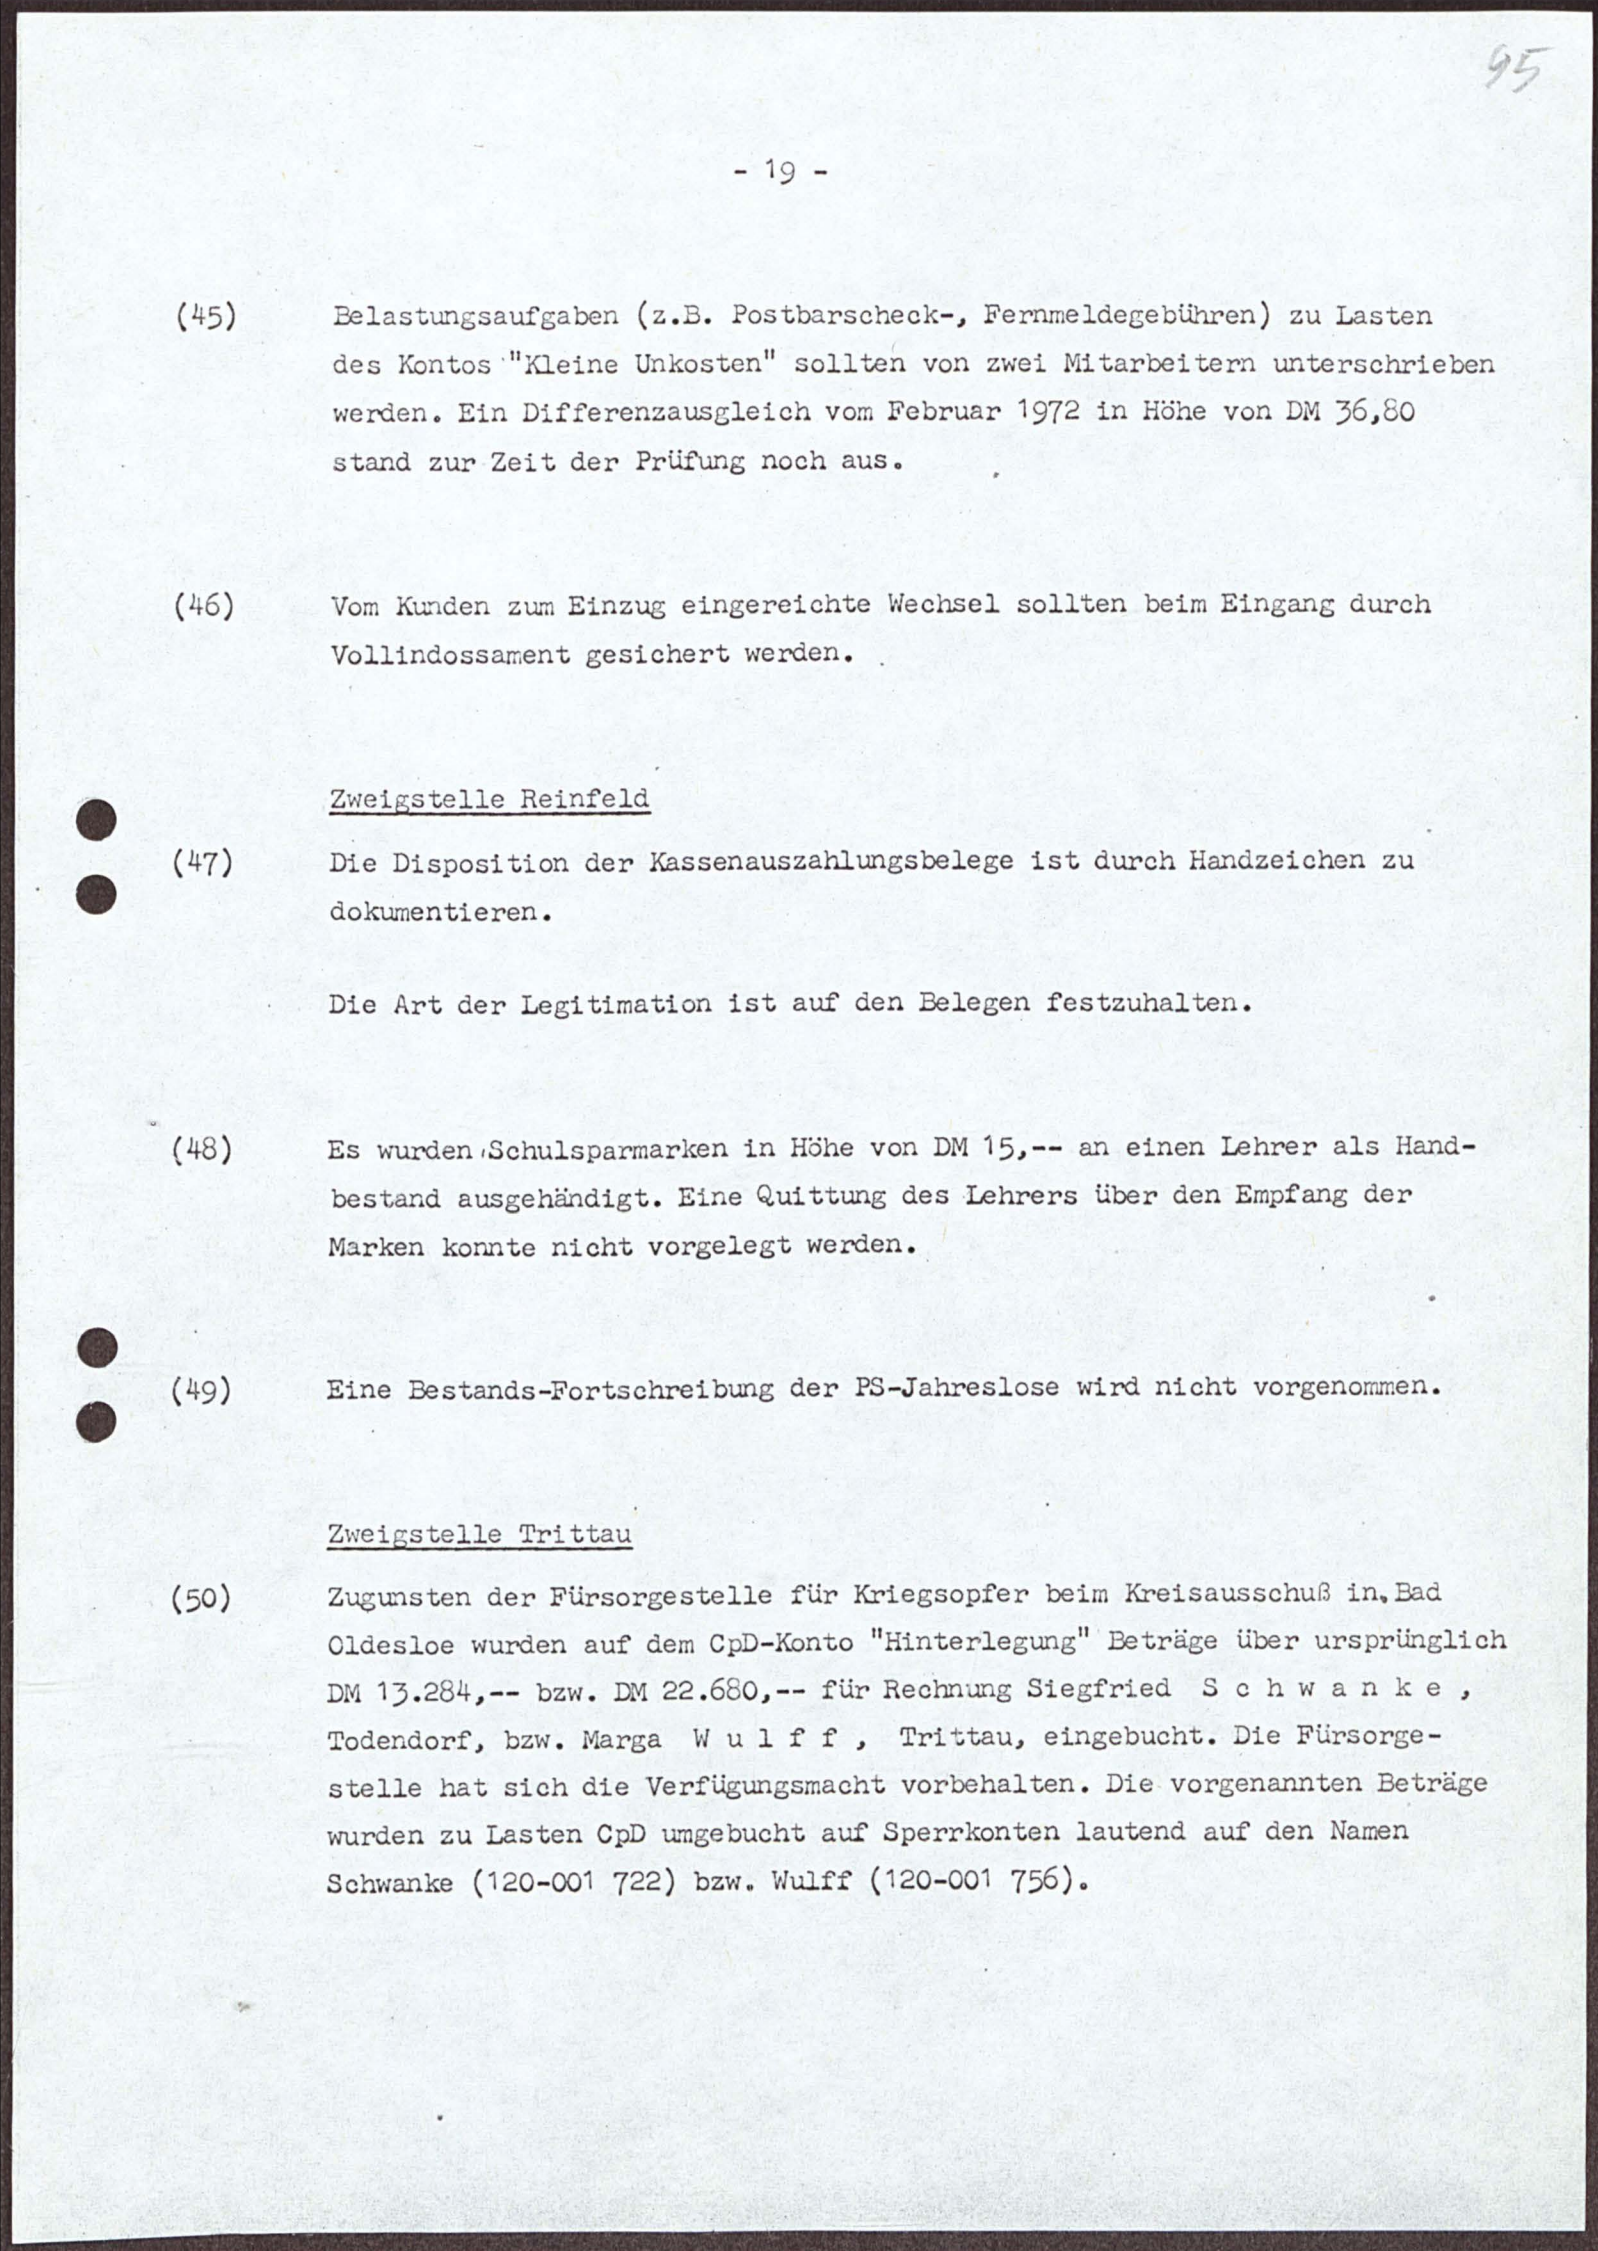 95
- 19 -
(45) Belastungsaufgaben (z.B. Postbarscheck-, Fernmeldegebühren) zu Lasten
des Kontos "Kleine Unkosten" sollten von zwei Mitarbeitern unterschrieben
werden. Ein Differenzausgleich vom Februar 1972 in Höhe von DM 36,80
stand zur Zeit der Prüfung noch aus.
(46) Vom Kunden zum Einzug eingereichte Wechsel sollten beim Eingang durch
Vollindossament gesichert werden.
Zweigstelle Reinfeld
(47) Die Disposition der Kassenauszahlungsbelege ist durch Handzeichen zu
dokumentieren.
Die Art der Legitimation ist auf den Belegen festzuhalten.
(48) Es wurden Schulsparmarken in Höhe von DM 15,-- an einen Lehrer als Hand-
bestand ausgehändigt. Eine Quittung des Lehrers über den Empfang der
Marken konnte nicht vorgelegt werden.
(49) Eine Bestands-Fortschreibung der PS-Jahreslose wird nicht vorgenommen.
Zweigstelle Trittau
(50) Zugunsten der Fürsorgestelle für Kriegsopfer beim Kreisausschuß in Bad
Oldesloe wurden auf dem CpD-Konto "Hinterlegung" Beträge über ursprünglich
DM 13.284,-- bzw. DM 22.680,-- für Rechnung Siegfried S c h w a n k e ,
Todendorf, bzw. Marga W u l f f , Trittau, eingebucht. Die Fürsorge-
stelle hat sich die Verfügungsmacht vorbehalten. Die vorgenannten Beträge
wurden zu Lasten CpD umgebucht auf Sperrkonten lautend auf den Namen
Schwanke (120-001 722) bzw. Wulff (120-001 756).